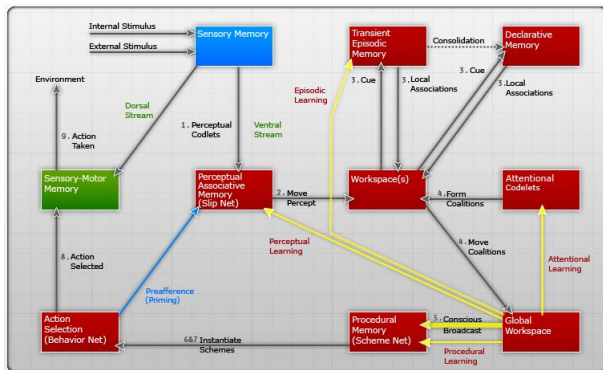 Internal Stimulus
External Stimulus
Sensory Memory
Transient
Episodic
Memory
Consolidation
Declarative
Memory
Environment
Dorsal
Stream
1. Perceptual
Codlets
Ventral
Stream
Episodic
Learning
3. Cue
3. Local
Associations
3. Cue
3. Local
Associations
9. Action
Taken
Sensory-Motor
Memory
Perceptual
Associative
Memory
(Slip Net)
2. Move
Percept
Workspace(s)
4. Form
Coalitions
Attentional
Codelets
8. Action
Selected
Preafference
(Priming)
Perceptual
Learning
4. Move
Coalitions
Attentional
Learning
Action
Selection
(Behavior Net)
6&7 Instantiate
Schemes
Procedural
Memory
(Scheme Net)
5. Conscious
Broadcast
Procedural
Learning
Global
Workspace